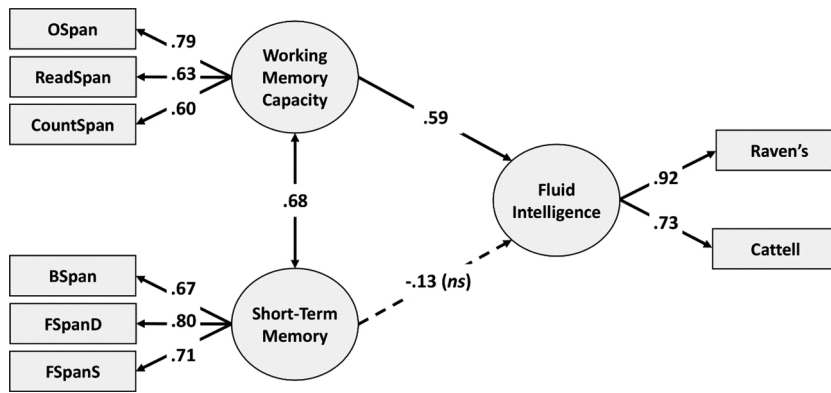 OSpan
ReadSpan
CountSpan
.79
.63
.60
Working
Memory
Capacity
.59
.68
Fluid
Intelligence
.92
.73
Raven's
Cattell
BSpan
FSpanD
FSpanS
.67
.80
.71
Short-Term
Memory
-.13 (ns)